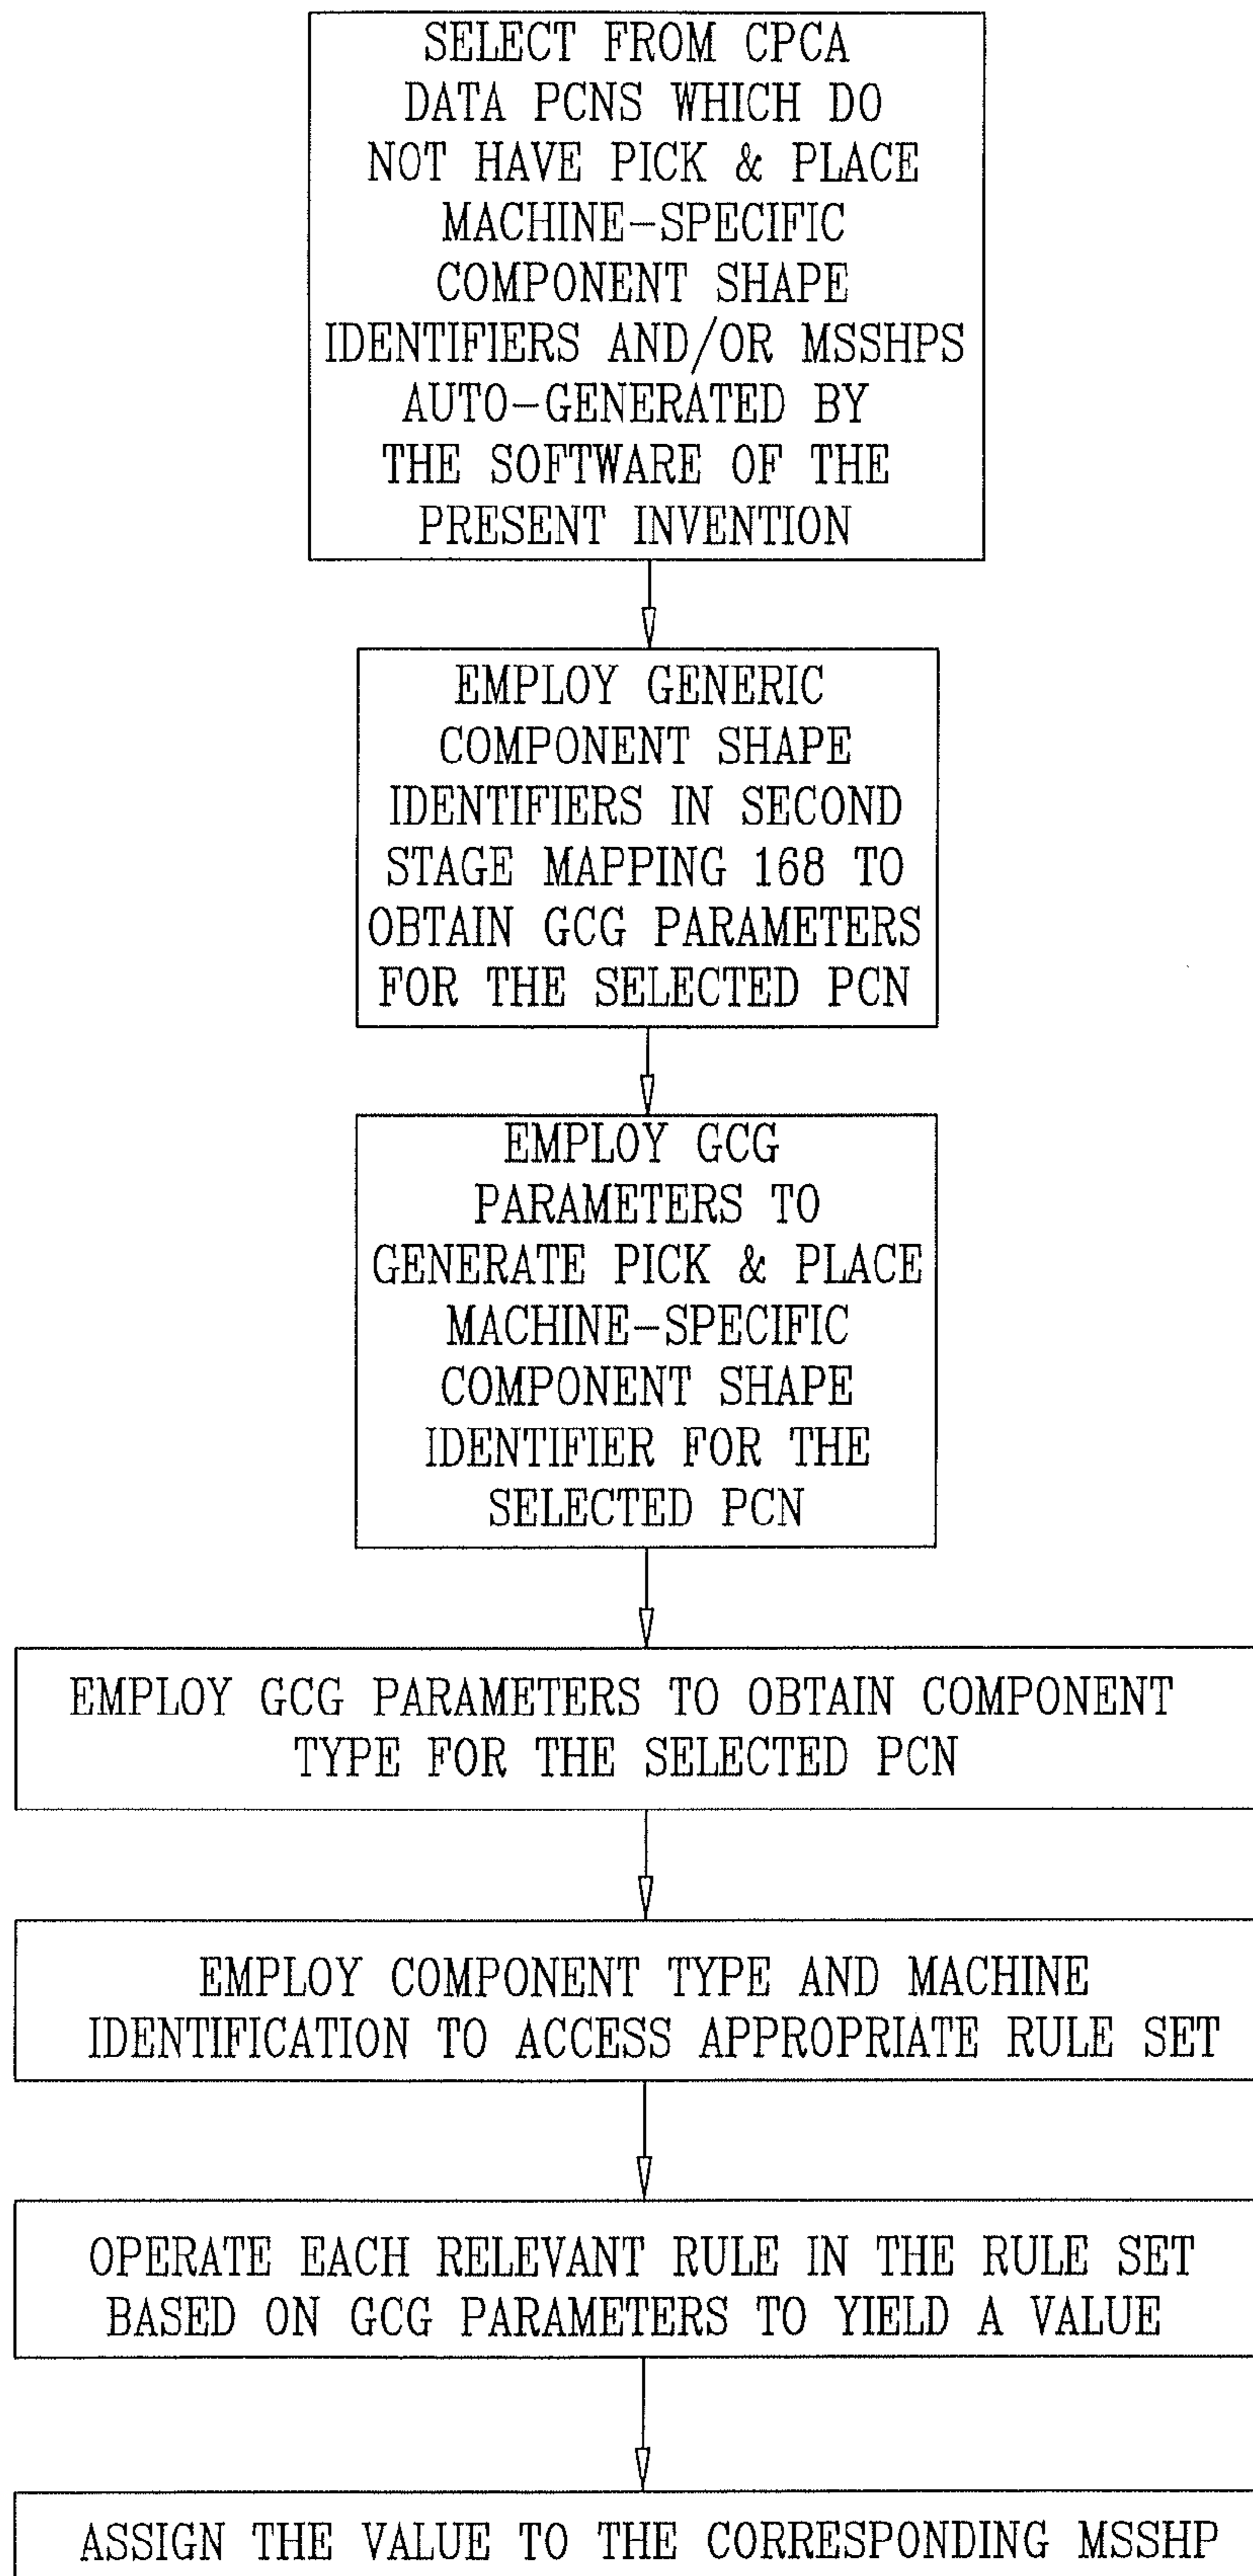 SELECT FROM CPCA
DATA PCNS WHICH DO
NOT HAVE PICK & PLACE
MACHINE-SPECIFIC
COMPONENT SHAPE
IDENTIFIERS AND/OR MSSHPS
AUTO-GENERATED BY
THE SOFTWARE OF THE
PRESENT INVENTION
EMPLOY GENERIC
COMPONENT SHAPE
IDENTIFIERS IN SECOND
STAGE MAPPING 168 TO
OBTAIN GCG PARAMETERS
FOR THE SELECTED PCN
EMPLOY GCG
PARAMETERS TO
GENERATE PICK & PLACE
MACHINE-SPECIFIC
COMPONENT SHAPE
IDENTIFIER FOR THE
SELECTED PCN
EMPLOY GCG PARAMETERS TO OBTAIN COMPONENT
TYPE FOR THE SELECTED PCN
EMPLOY COMPONENT TYPE AND MACHINE
IDENTIFICATION TO ACCESS APPROPRIATE RULE SET
OPERATE EACH RELEVANT RULE IN THE RULE SET
BASED ON GCG PARAMETERS TO YIELD A VALUE
ASSIGN THE VALUE TO THE CORRESPONDING MSSHP